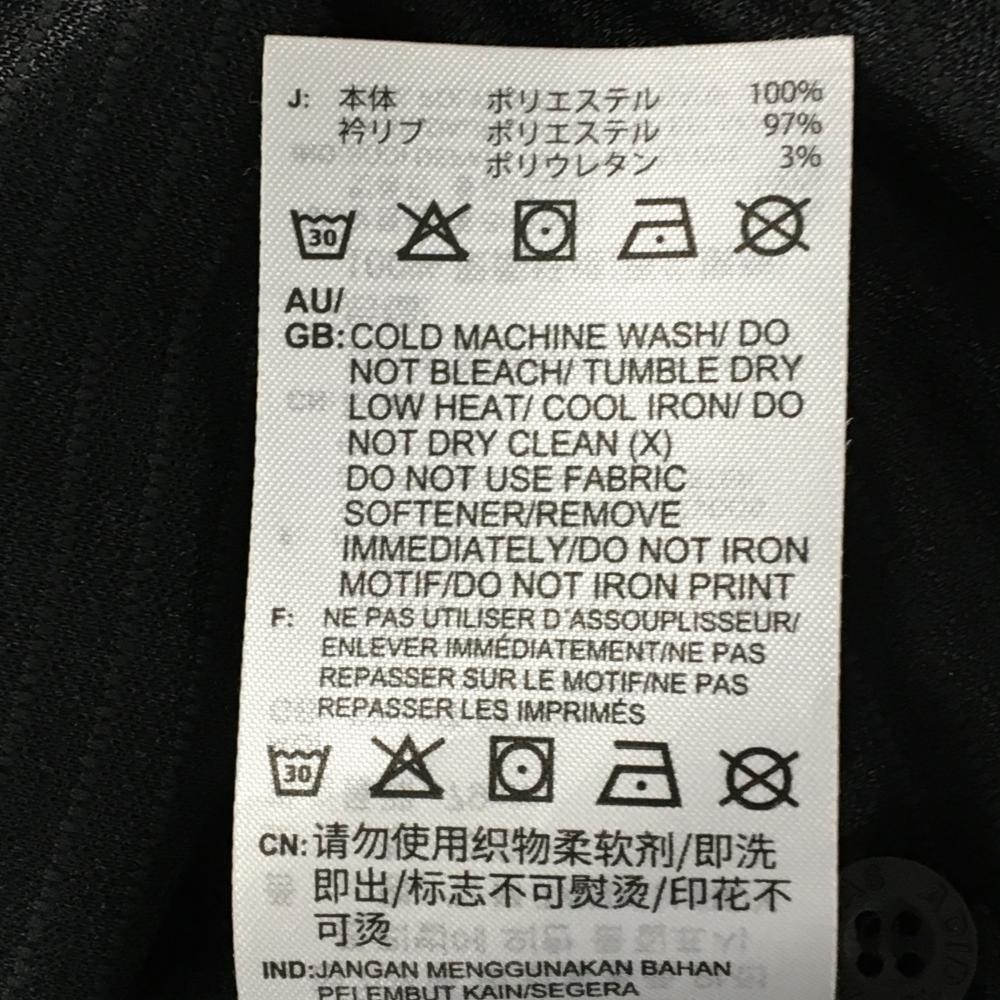 J: 本体 ポリエステル 100%
衿リブ ポリエステル 97%
ポリウレタン 3%
30
AU/
GB: COLD MACHINE WASH/ DO
NOT BLEACH/ TUMBLE DRY
LOW HEAT/ COOL IRON/ DO
NOT DRY CLEAN (X)
DO NOT USE FABRIC
SOFTENER/REMOVE
IMMEDIATELY/DO NOT IRON
MOTIF/DO NOT IRON PRINT
F: NE PAS UTILISER D´ASSOUPLISSEUR/
ENLEVER IMMÉDIATEMENT/NE PAS
REPASSER SUR LE MOTIF/NE PAS
REPASSER LES IMPRIMÉS
30
CN: 请勿使用织物柔软剂/即洗
即出/标志不可熨烫/印花不
可烫
IND: JANGAN MENGGUNAKAN BAHAN
PELEMBUT KAIN/SEGERA